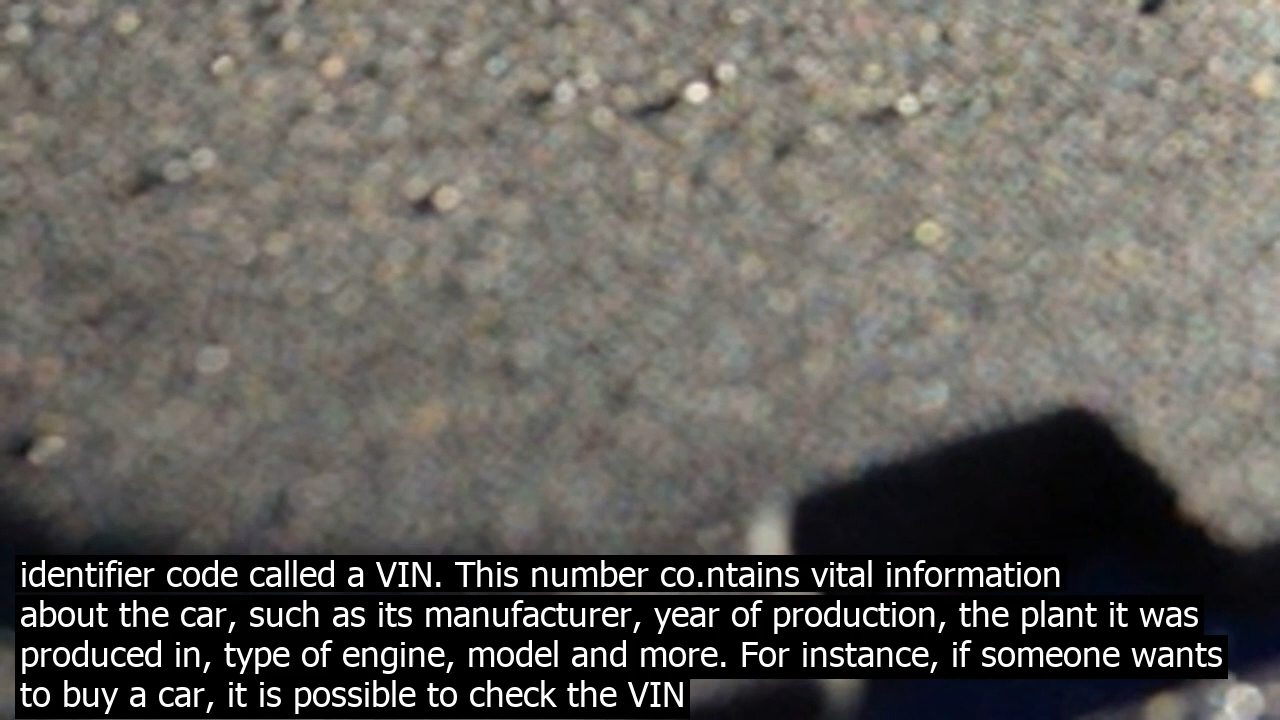 identifier code called a VIN. This number co.ntains vital information
about the car, such as its manufacturer, year of production, the plant it was
produced in, type of engine, model and more. For instance, if someone wants
to buy a car, it is possible to check the VIN